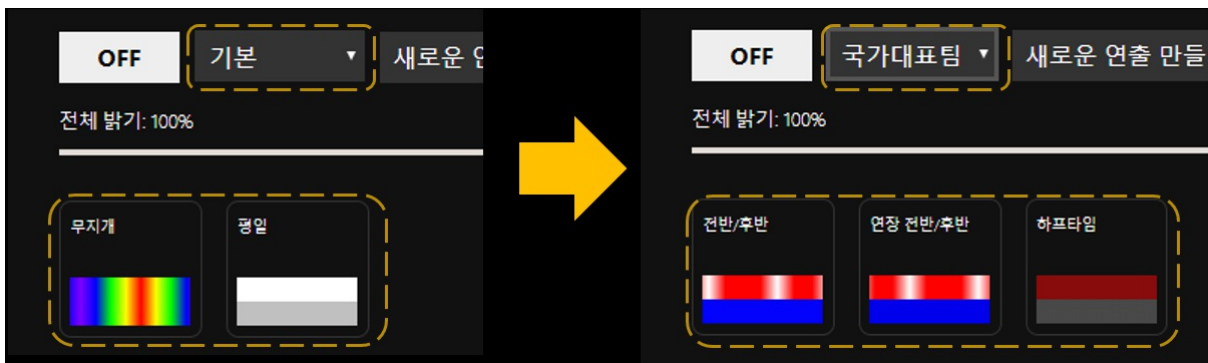 OFF
기본
새로운
전체 밝기: 100%
무지개
평일
OFF
국가대표팀
새로운 연출 만들
전체 밝기: 100%
전반/후반
연장 전반/후반
하프타임